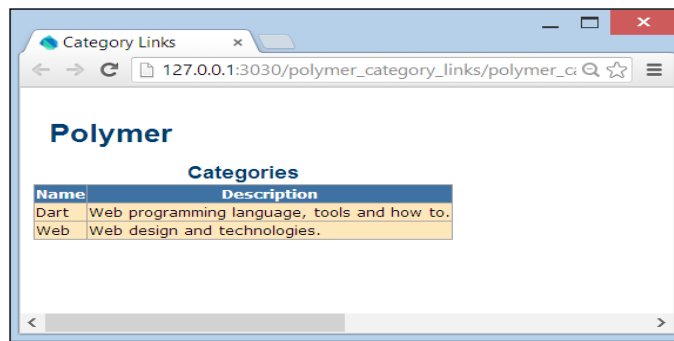 Category Links
127.0.0.1:3030/polymer_category_links/polymer_ca
Polymer
Categories
Name Description
Dart Web programming language, tools and how to.
Web Web design and technologies.